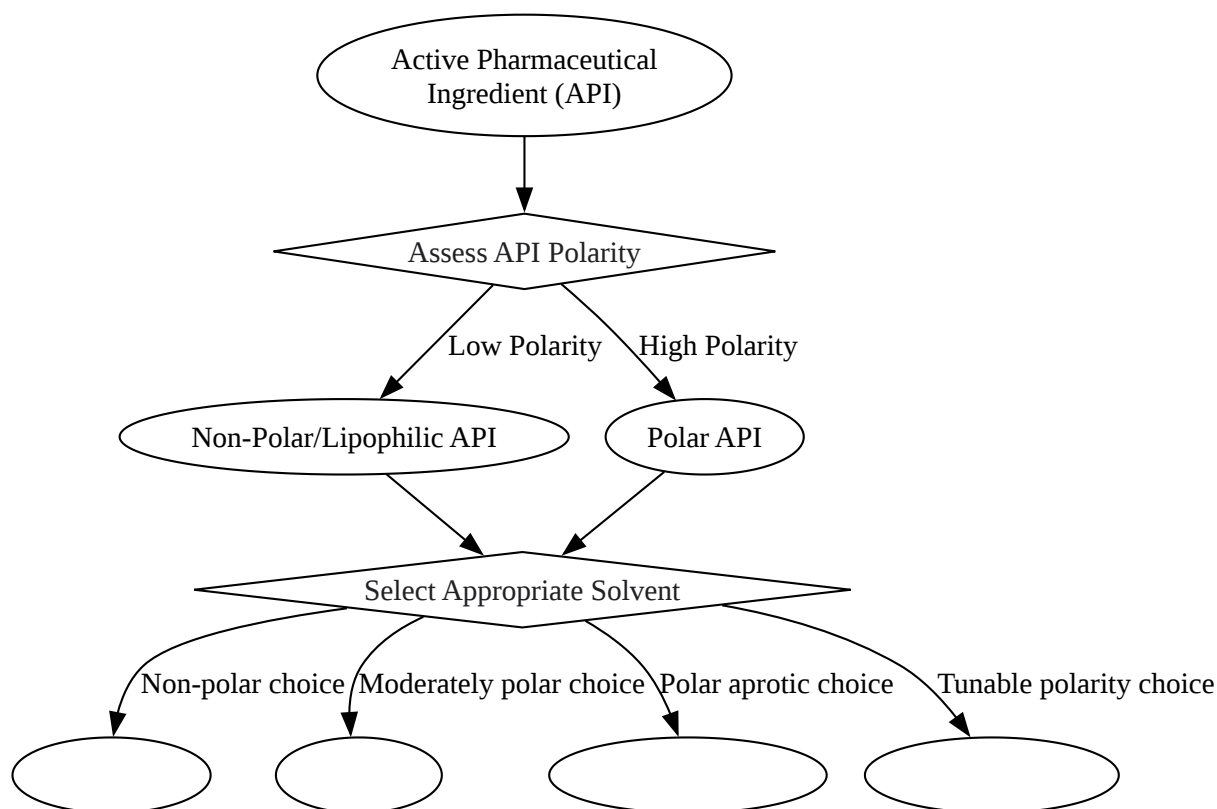 Active Pharmaceutical
Ingredient (API)
Assess API Polarity
Low Polarity
High Polarity
Non-Polar/Lipophilic API
Polar API
Select Appropriate Solvent
Non-polar choice
Moderately polar choice
Polar aprotic choice
Tunable polarity choice